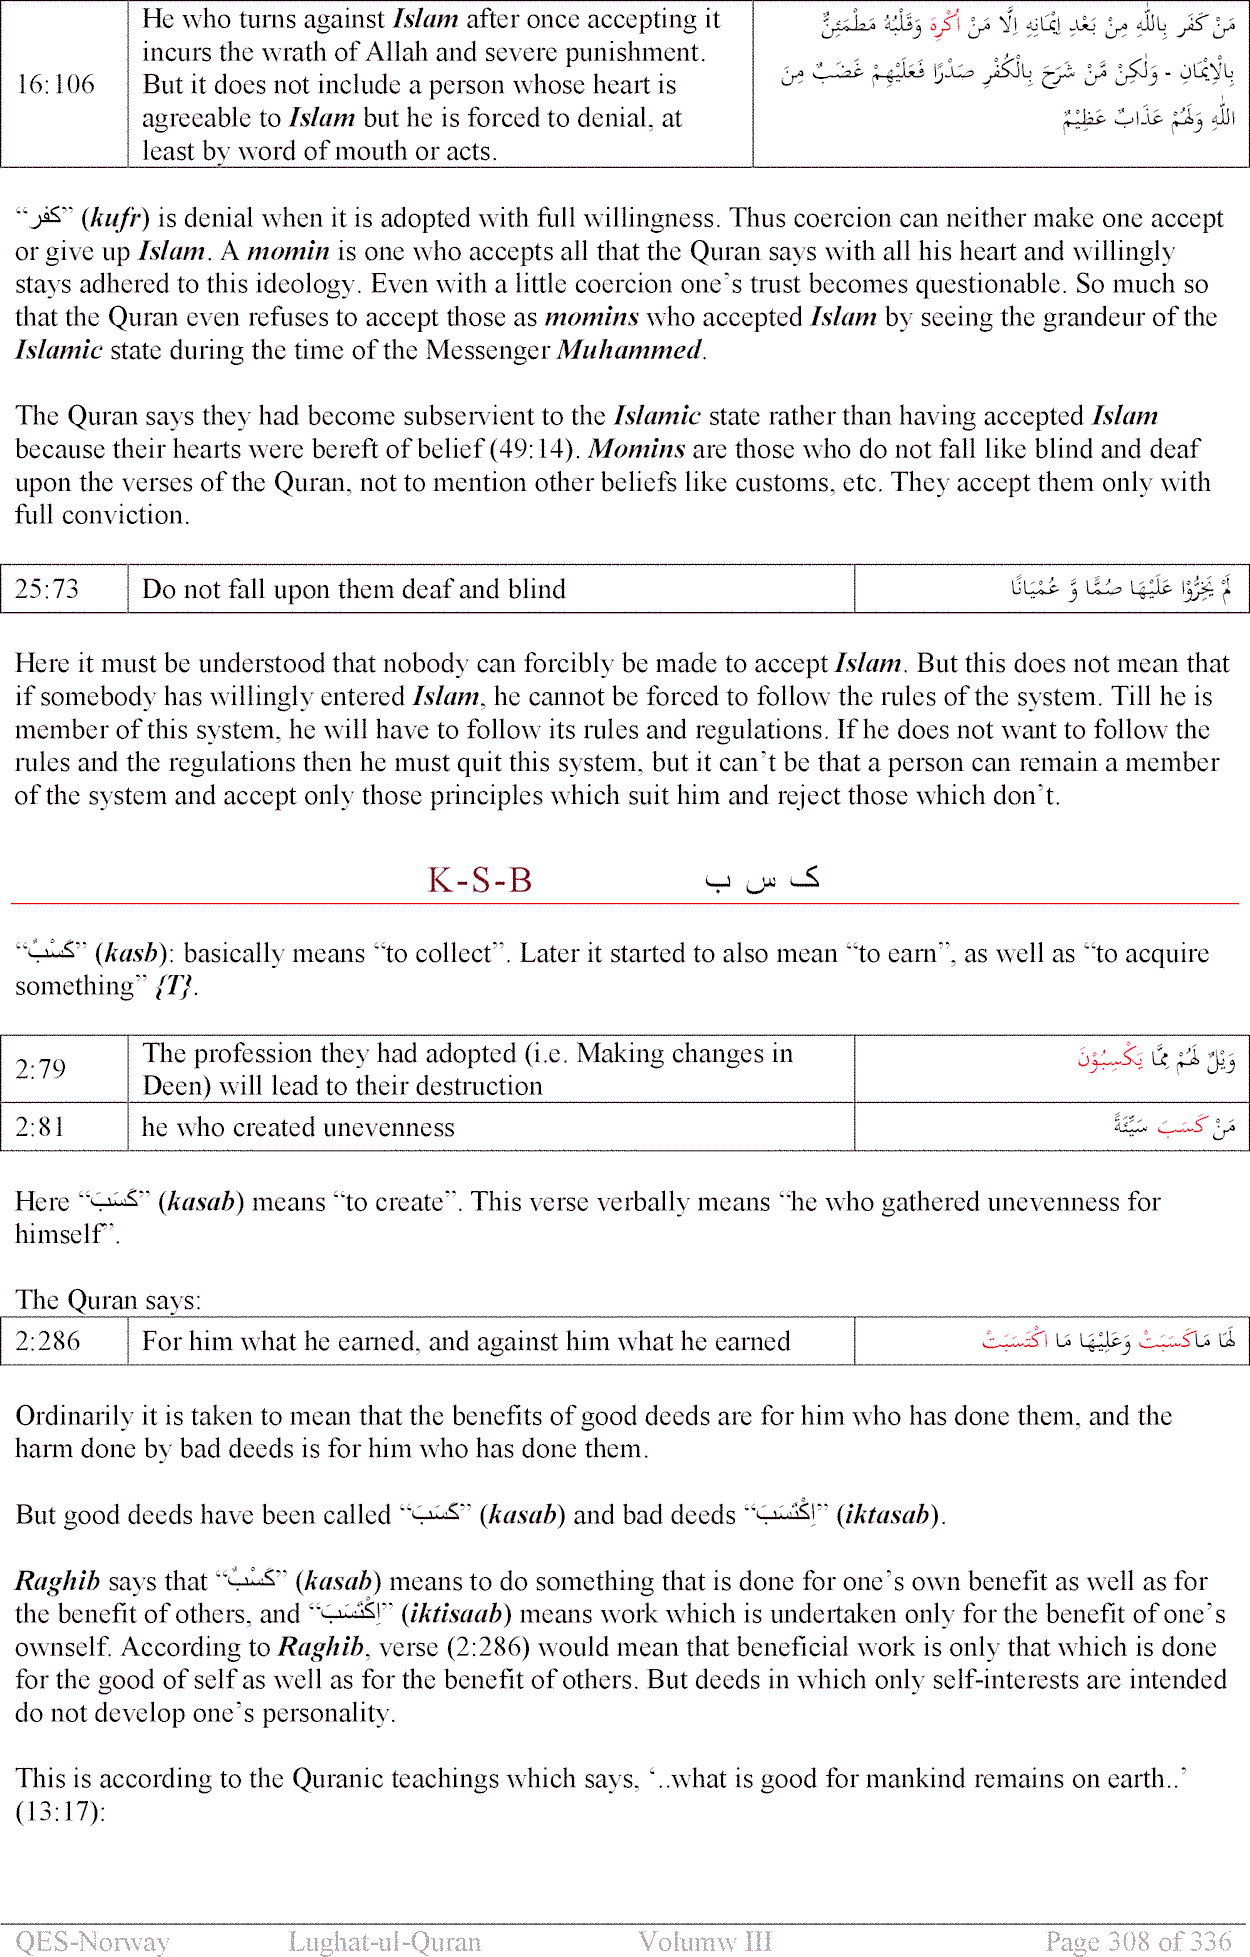 He who turns against Islam after once accepting it
incurs the wrath of Allah and severe punishment.
16:106 But it does not include a person whose heart is
agreeable to Islam but he is forced to denial, at
least by word of mouth or acts.
مَنْ كَفَرَ بِاللّٰهِ مِنْ بَعْدِ اِيْمَانِهِ اِلَّا مَنْ اُكْرِهَ وَقَلْبُهُ مَطْمَئِنٌّ
بِالْاِيْمَانِ - وَلٰكِنْ مَّنْ شَرَحَ بِالْكُفْرِ صَدْرًا فَعَلَيْهِمْ غَضَبٌ مِنَ
اللّٰهِ وَلَهُمْ عَذَابٌ عَظِيْمٌ
“کفر” (kufr) is denial when it is adopted with full willingness. Thus coercion can neither make one accept
or give up Islam. A momin is one who accepts all that the Quran says with all his heart and willingly
stays adhered to this ideology. Even with a little coercion one’s trust becomes questionable. So much so
that the Quran even refuses to accept those as momins who accepted Islam by seeing the grandeur of the
Islamic state during the time of the Messenger Muhammed.
The Quran says they had become subservient to the Islamic state rather than having accepted Islam
because their hearts were bereft of belief (49:14). Momins are those who do not fall like blind and deaf
upon the verses of the Quran, not to mention other beliefs like customs, etc. They accept them only with
full conviction.
25:73 Do not fall upon them deaf and blind لَمْ يَخِرُّوْا عَلَيْهَا صُمًّا وَّ عُمْيَانًا
Here it must be understood that nobody can forcibly be made to accept Islam. But this does not mean that
if somebody has willingly entered Islam, he cannot be forced to follow the rules of the system. Till he is
member of this system, he will have to follow its rules and regulations. If he does not want to follow the
rules and the regulations then he must quit this system, but it can’t be that a person can remain a member
of the system and accept only those principles which suit him and reject those which don’t.
K-S-B ک س ب
“کَسْبٌ” (kasb): basically means “to collect”. Later it started to also mean “to earn”, as well as “to acquire
something” {T}.
2:79 The profession they had adopted (i.e. Making changes in
Deen) will lead to their destruction
وَيْلٌ لَهُمْ مِمَّا يَكْسِبُوْنَ
2:81 he who created unevenness مَنْ كَسَبَ سَيِّئَةً
Here “کَسَبَ” (kasab) means “to create”. This verse verbally means “he who gathered unevenness for
himself”.
The Quran says:
2:286 For him what he earned, and against him what he earned لَهَا مَاكَسَبَتْ وَعَلَيْهَا مَا اكْتَسَبَتْ
Ordinarily it is taken to mean that the benefits of good deeds are for him who has done them, and the
harm done by bad deeds is for him who has done them.
But good deeds have been called “کَسَبَ” (kasab) and bad deeds “اِکْتَسَبَ” (iktasab).
Raghib says that “کَسْبٌ” (kasab) means to do something that is done for one’s own benefit as well as for
the benefit of others, and “اِکْتَسَبَ” (iktisaab) means work which is undertaken only for the benefit of one’s
ownself. According to Raghib, verse (2:286) would mean that beneficial work is only that which is done
for the good of self as well as for the benefit of others. But deeds in which only self-interests are intended
do not develop one’s personality.
This is according to the Quranic teachings which says, ‘..what is good for mankind remains on earth..’
(13:17):
QES-Norway Lughat-ul-Quran Volumw III Page 308 of 336